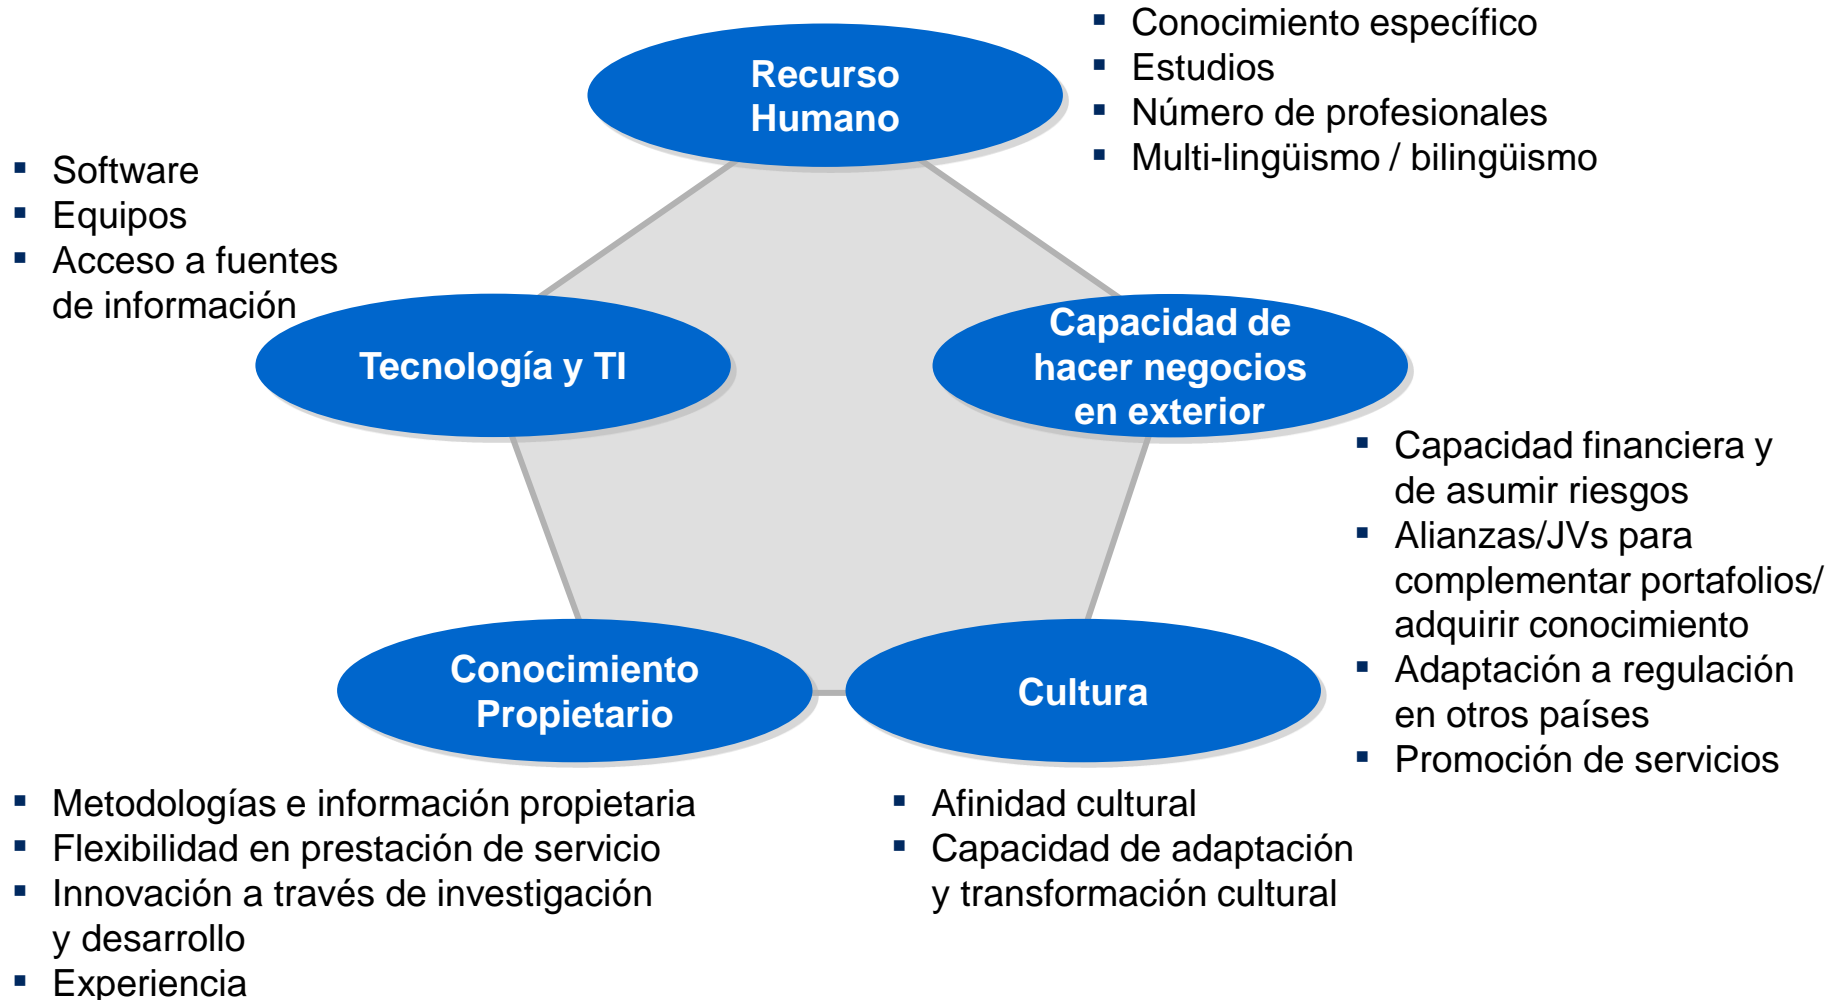 Recurso
Humano
▪ Conocimiento específico
▪ Estudios
▪ Número de profesionales
▪ Multi-lingüismo / bilingüismo
▪ Software
▪ Equipos
▪ Acceso a fuentes
de información
Tecnología y TI
Capacidad de
hacer negocios
en exterior
▪ Capacidad financiera y
de asumir riesgos
▪ Alianzas/JVs para
complementar portafolios/
adquirir conocimiento
▪ Adaptación a regulación
en otros países
▪ Promoción de servicios
Conocimiento
Propietario
▪ Metodologías e información propietaria
▪ Flexibilidad en prestación de servicio
▪ Innovación a través de investigación
y desarrollo
▪ Experiencia
Cultura
▪ Afinidad cultural
▪ Capacidad de adaptación
y transformación cultural